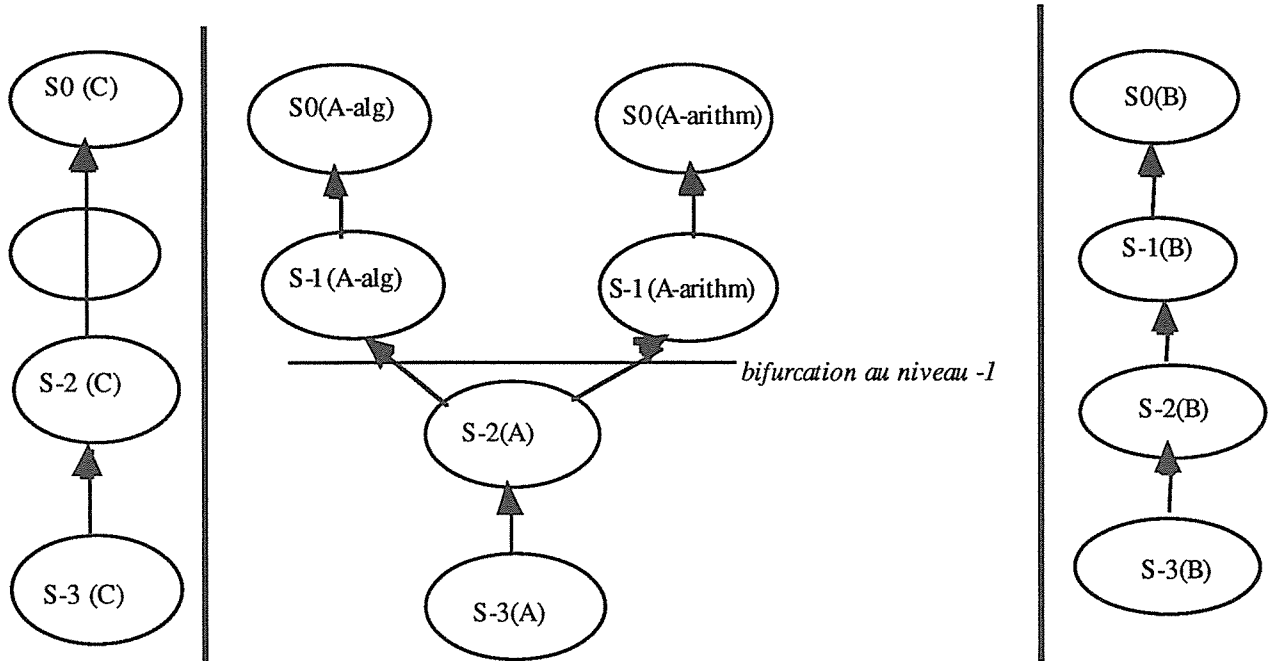 S0 (C)
S-2 (C)
S-3 (C)
S0(A-alg)
S0(A-arithm)
S-1(A-alg)
S-1(A-arithm)
bifurcation au niveau -1
S-2(A)
S-3(A)
S0(B)
S-1(B)
S-2(B)
S-3(B)